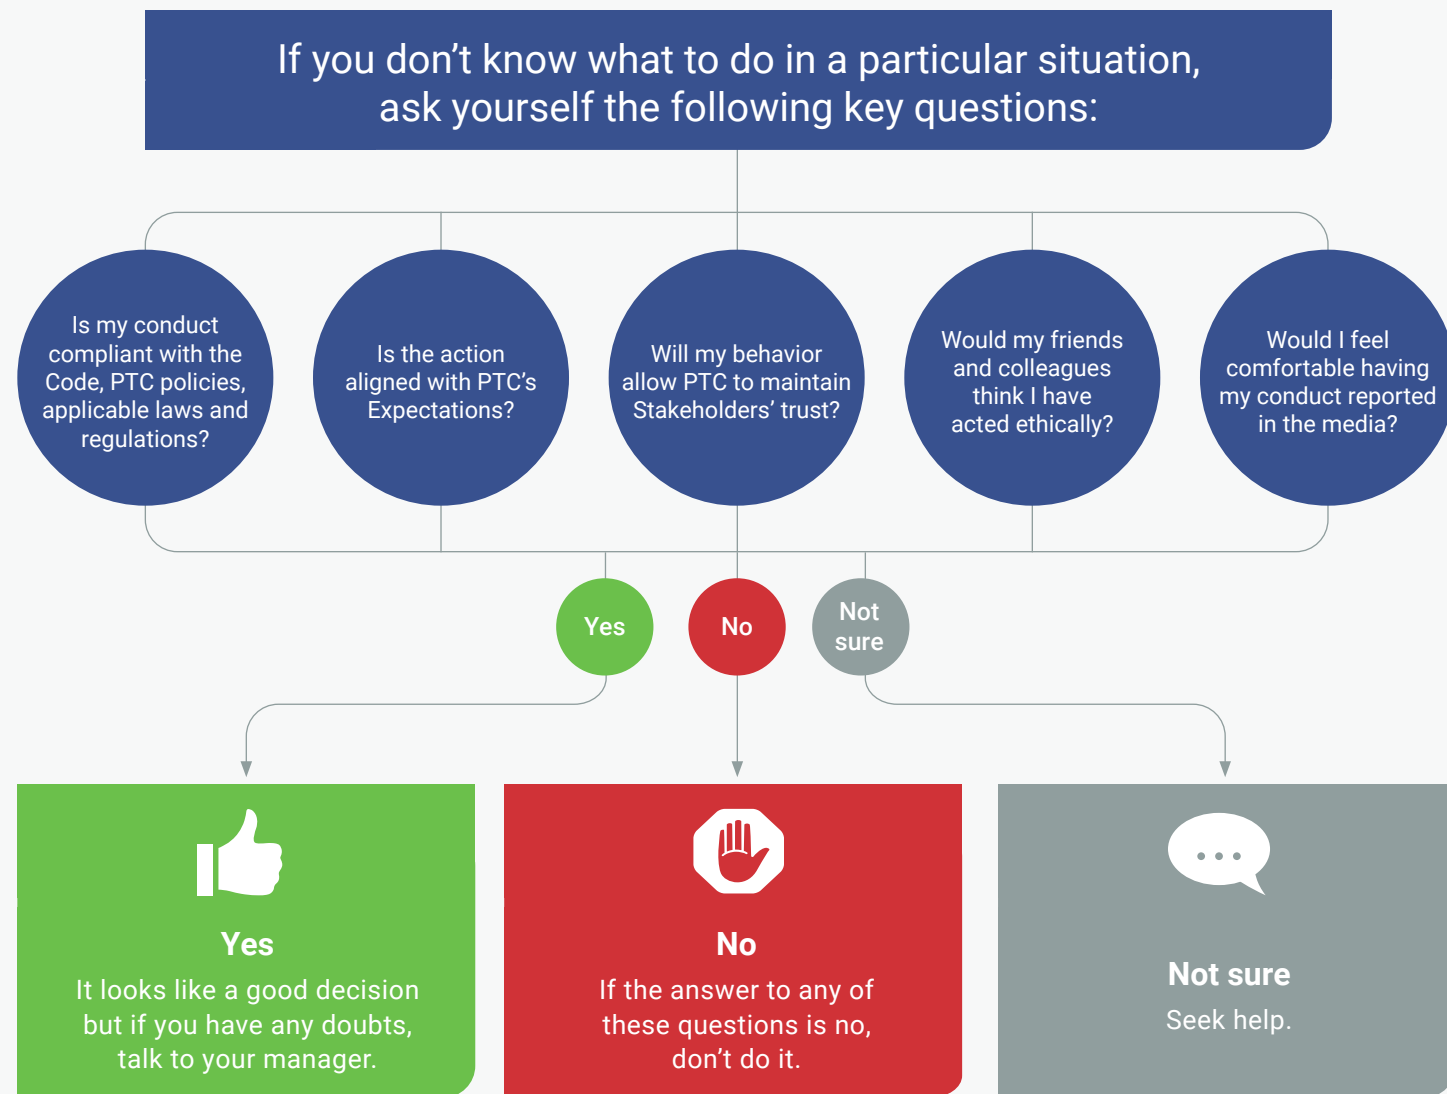 If you don’t know what to do in a particular situation,
ask yourself the following key questions:
Is my conduct
compliant with the
Code, PTC policies,
applicable laws and
regulations?
Is the action
aligned with PTC’s
Expectations?
Will my behavior
allow PTC to maintain
Stakeholders’ trust?
Would my friends
and colleagues
think I have
acted ethically?
Would I feel
comfortable having
my conduct reported
in the media?
Yes
No
Not
sure
Yes
It looks like a good decision
but if you have any doubts,
talk to your manager.
No
If the answer to any of
these questions is no,
don’t do it.
Not sure
Seek help.